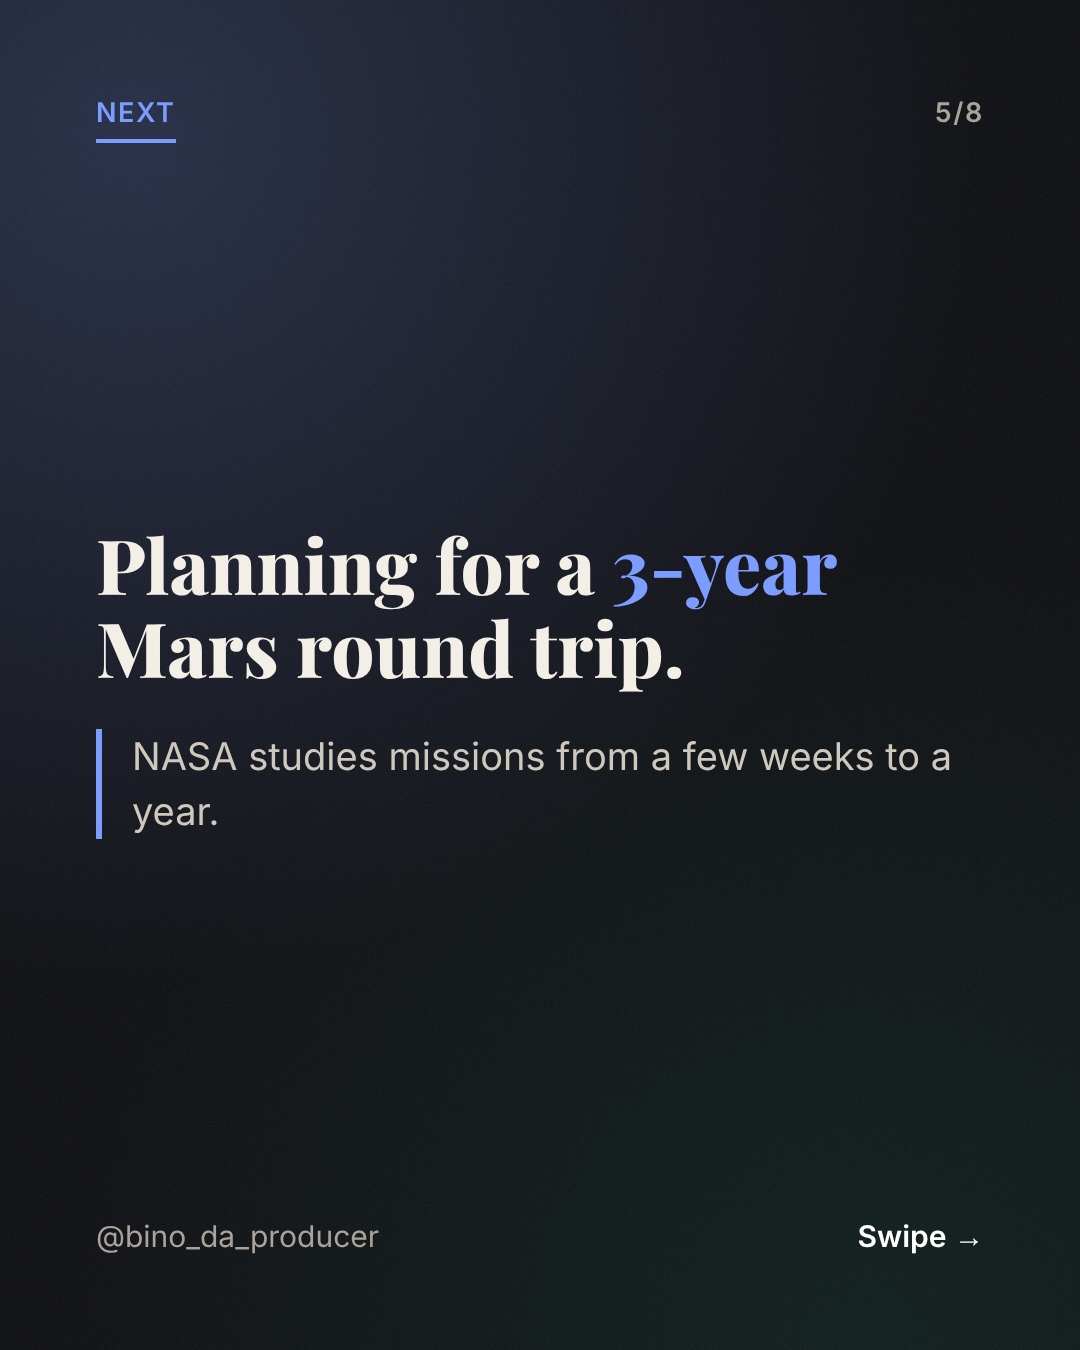 NEXT
5/8
Planning for a 3-year
Mars round trip.
NASA studies missions from a few weeks to a
year.
@bino_da_producer
Swipe →